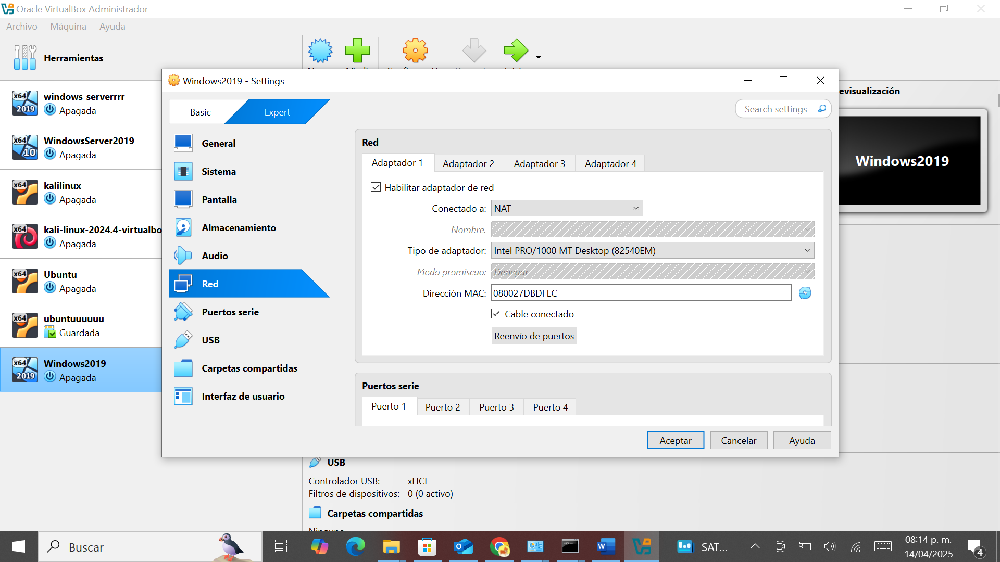 Oracle VirtualBox Administrador
Archivo Máquina Ayuda
Herramientas
x64 2019 windows_serverrrr
Apagada
x64 10 WindowsServer2019
Apagada
x64 kalilinux
Apagada
x64 kali-linux-2024.4-virtualbo
Apagada
x64 Ubuntu
Apagada
x64 ubuntuuuuuu
Guardada
x64 2019 Windows2019
Apagada
Windows2019 - Settings
Basic Expert
Search settings
General
Sistema
Pantalla
Almacenamiento
Audio
Red
Puertos serie
USB
Carpetas compartidas
Interfaz de usuario
Red
Adaptador 1 Adaptador 2 Adaptador 3 Adaptador 4
Habilitar adaptador de red
Conectado a: NAT
Nombre:
Tipo de adaptador: Intel PRO/1000 MT Desktop (82540EM)
Modo promiscuo: Denegar
Dirección MAC: 080027DBDFEC
Cable conectado
Reenvío de puertos
Puertos serie
Puerto 1 Puerto 2 Puerto 3 Puerto 4
Aceptar Cancelar Ayuda
evisualización
Windows2019
USB
Controlador USB: xHCI
Filtros de dispositivos: 0 (0 activo)
Carpetas compartidas
Buscar
SAT...
08:14 p. m.
14/04/2025
4